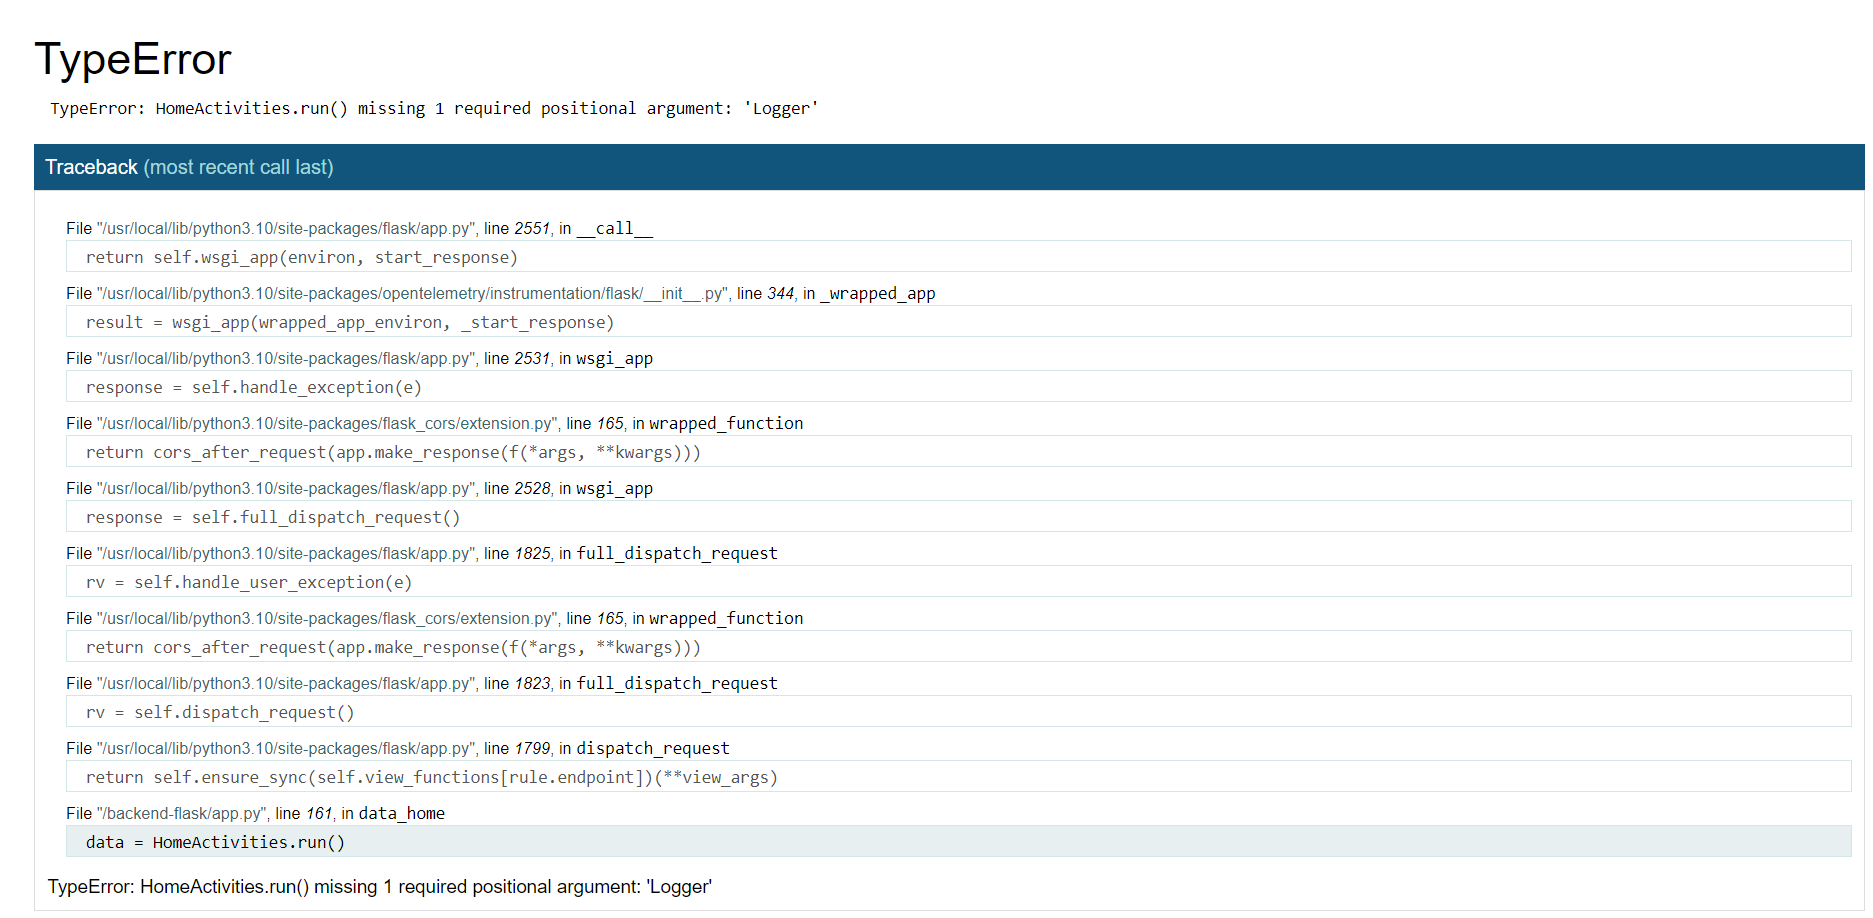 TypeError
TypeError: HomeActivities.run() missing 1 required positional argument: 'Logger'
Traceback (most recent call last)
File "/usr/local/lib/python3.10/site-packages/flask/app.py", line 2551, in __call__
return self.wsgi_app(environ, start_response)
File "/usr/local/lib/python3.10/site-packages/opentelemetry/instrumentation/flask/__init__.py", line 344, in _wrapped_app
result = wsgi_app(wrapped_app_environ, _start_response)
File "/usr/local/lib/python3.10/site-packages/flask/app.py", line 2531, in wsgi_app
response = self.handle_exception(e)
File "/usr/local/lib/python3.10/site-packages/flask_cors/extension.py", line 165, in wrapped_function
return cors_after_request(app.make_response(f(*args, **kwargs)))
File "/usr/local/lib/python3.10/site-packages/flask/app.py", line 2528, in wsgi_app
response = self.full_dispatch_request()
File "/usr/local/lib/python3.10/site-packages/flask/app.py", line 1825, in full_dispatch_request
rv = self.handle_user_exception(e)
File "/usr/local/lib/python3.10/site-packages/flask_cors/extension.py", line 165, in wrapped_function
return cors_after_request(app.make_response(f(*args, **kwargs)))
File "/usr/local/lib/python3.10/site-packages/flask/app.py", line 1823, in full_dispatch_request
rv = self.dispatch_request()
File "/usr/local/lib/python3.10/site-packages/flask/app.py", line 1799, in dispatch_request
return self.ensure_sync(self.view_functions[rule.endpoint])(**view_args)
File "/backend-flask/app.py", line 161, in data_home
data = HomeActivities.run()
TypeError: HomeActivities.run() missing 1 required positional argument: 'Logger'